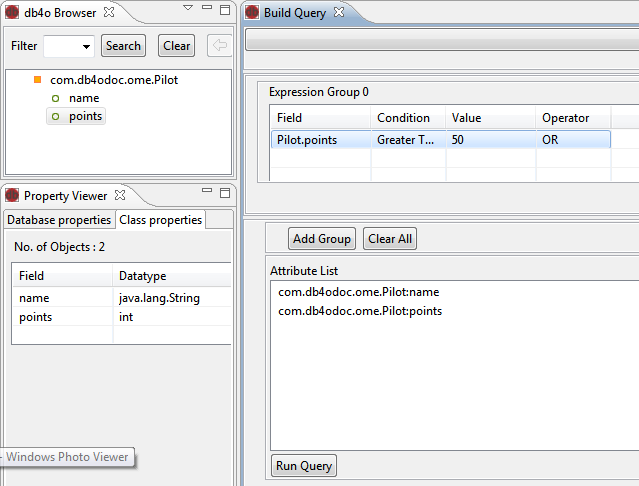 db4o Browser
Filter Search Clear
com.db4odoc.ome.Pilot
name
points
Property Viewer
Database properties Class properties
No. of Objects : 2
Field Datatype
name java.lang.String
points int
- Windows Photo Viewer
Build Query
Expression Group 0
Field Condition Value Operator
Pilot.points Greater T... 50 OR
Add Group Clear All
Attribute List
com.db4odoc.ome.Pilot:name
com.db4odoc.ome.Pilot:points
Run Query